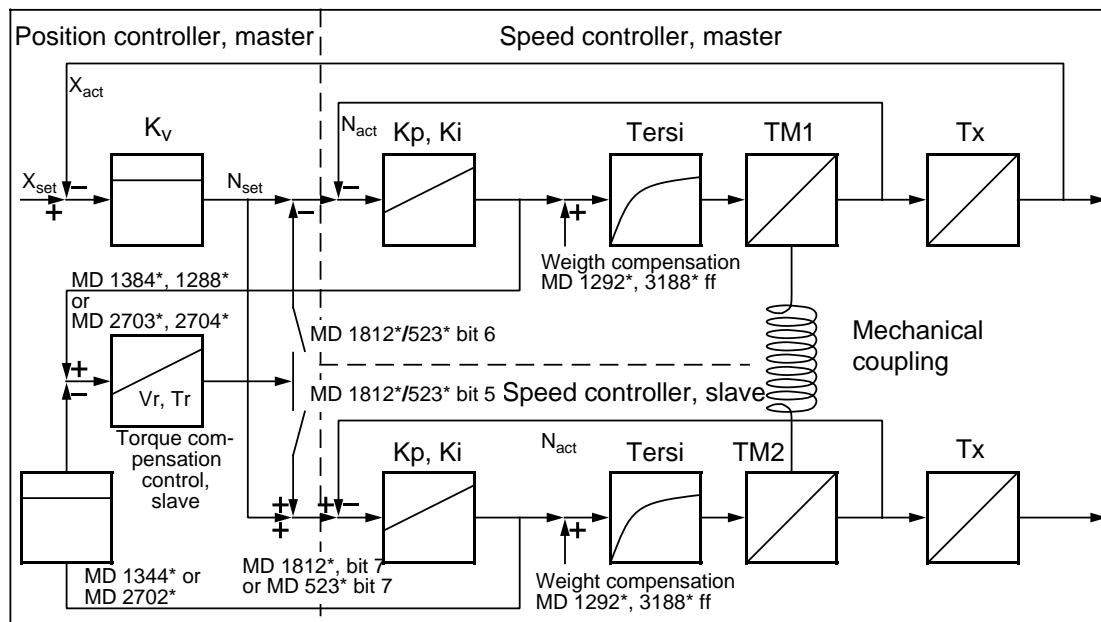 Position controller, master
Speed controller, master
Xact
Kv
Nact
Kp, Ki
Tersi
TM1
Tx
Xset
Nset
MD 1384*, 1288*
or
MD 2703*, 2704*
Weigth compensation
MD 1292*, 3188* ff
MD 1812*/523* bit 6
Mechanical
coupling
MD 1812*/523* bit 5
Speed controller, slave
Vr, Tr
Torque com-
pensation
control,
slave
Kp, Ki
Nact
Tersi
TM2
Tx
MD 1344* or
MD 2702*
MD 1812*, bit 7
or MD 523* bit 7
Weight compensation
MD 1292*, 3188* ff